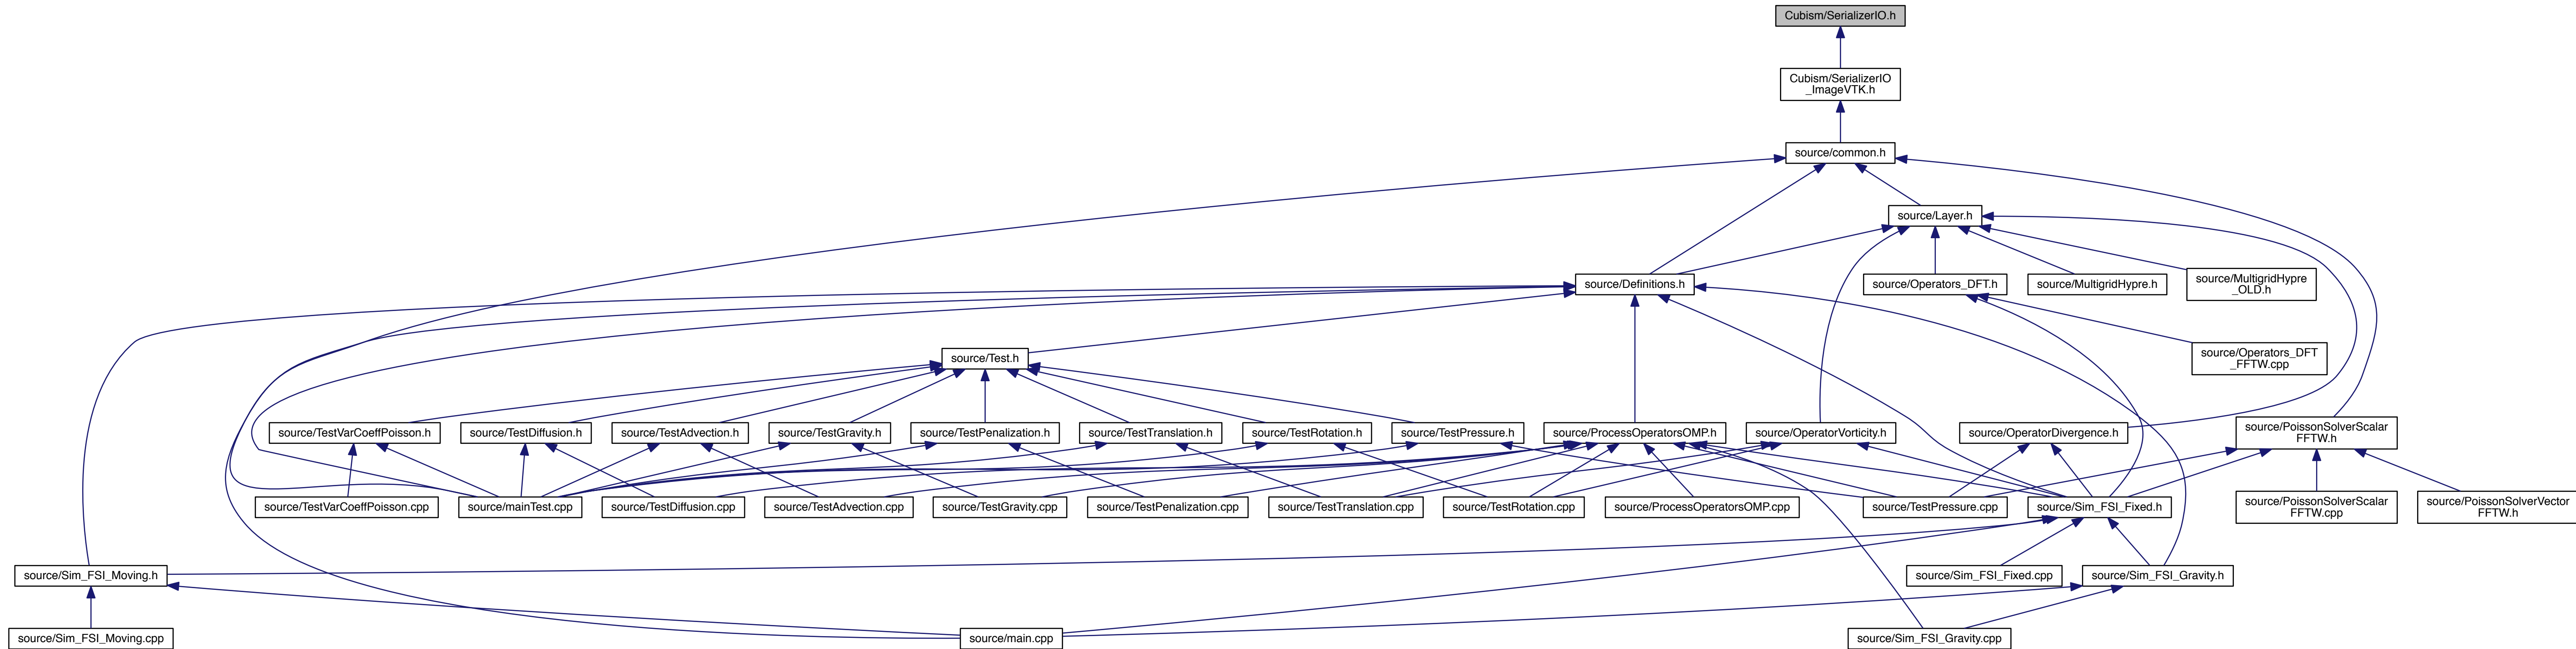 Cubism/SerializerIO.h
Cubism/SerializerIO
_ImageVTK.h
source/common.h
source/Layer.h
source/Definitions.h
source/Operators_DFT.h
source/MultigridHypre.h
source/MultigridHypre
_OLD.h
source/Test.h
source/Operators_DFT
_FFTW.cpp
source/TestVarCoeffPoisson.h
source/TestDiffusion.h
source/TestAdvection.h
source/TestGravity.h
source/TestPenalization.h
source/TestTranslation.h
source/TestRotation.h
source/TestPressure.h
source/ProcessOperatorsOMP.h
source/OperatorVorticity.h
source/OperatorDivergence.h
source/PoissonSolverScalar
FFTW.h
source/TestVarCoeffPoisson.cpp
source/mainTest.cpp
source/TestDiffusion.cpp
source/TestAdvection.cpp
source/TestGravity.cpp
source/TestPenalization.cpp
source/TestTranslation.cpp
source/TestRotation.cpp
source/ProcessOperatorsOMP.cpp
source/TestPressure.cpp
source/Sim_FSI_Fixed.h
source/PoissonSolverScalar
FFTW.cpp
source/PoissonSolverVector
FFTW.h
source/Sim_FSI_Moving.h
source/Sim_FSI_Fixed.cpp
source/Sim_FSI_Gravity.h
source/Sim_FSI_Moving.cpp
source/main.cpp
source/Sim_FSI_Gravity.cpp